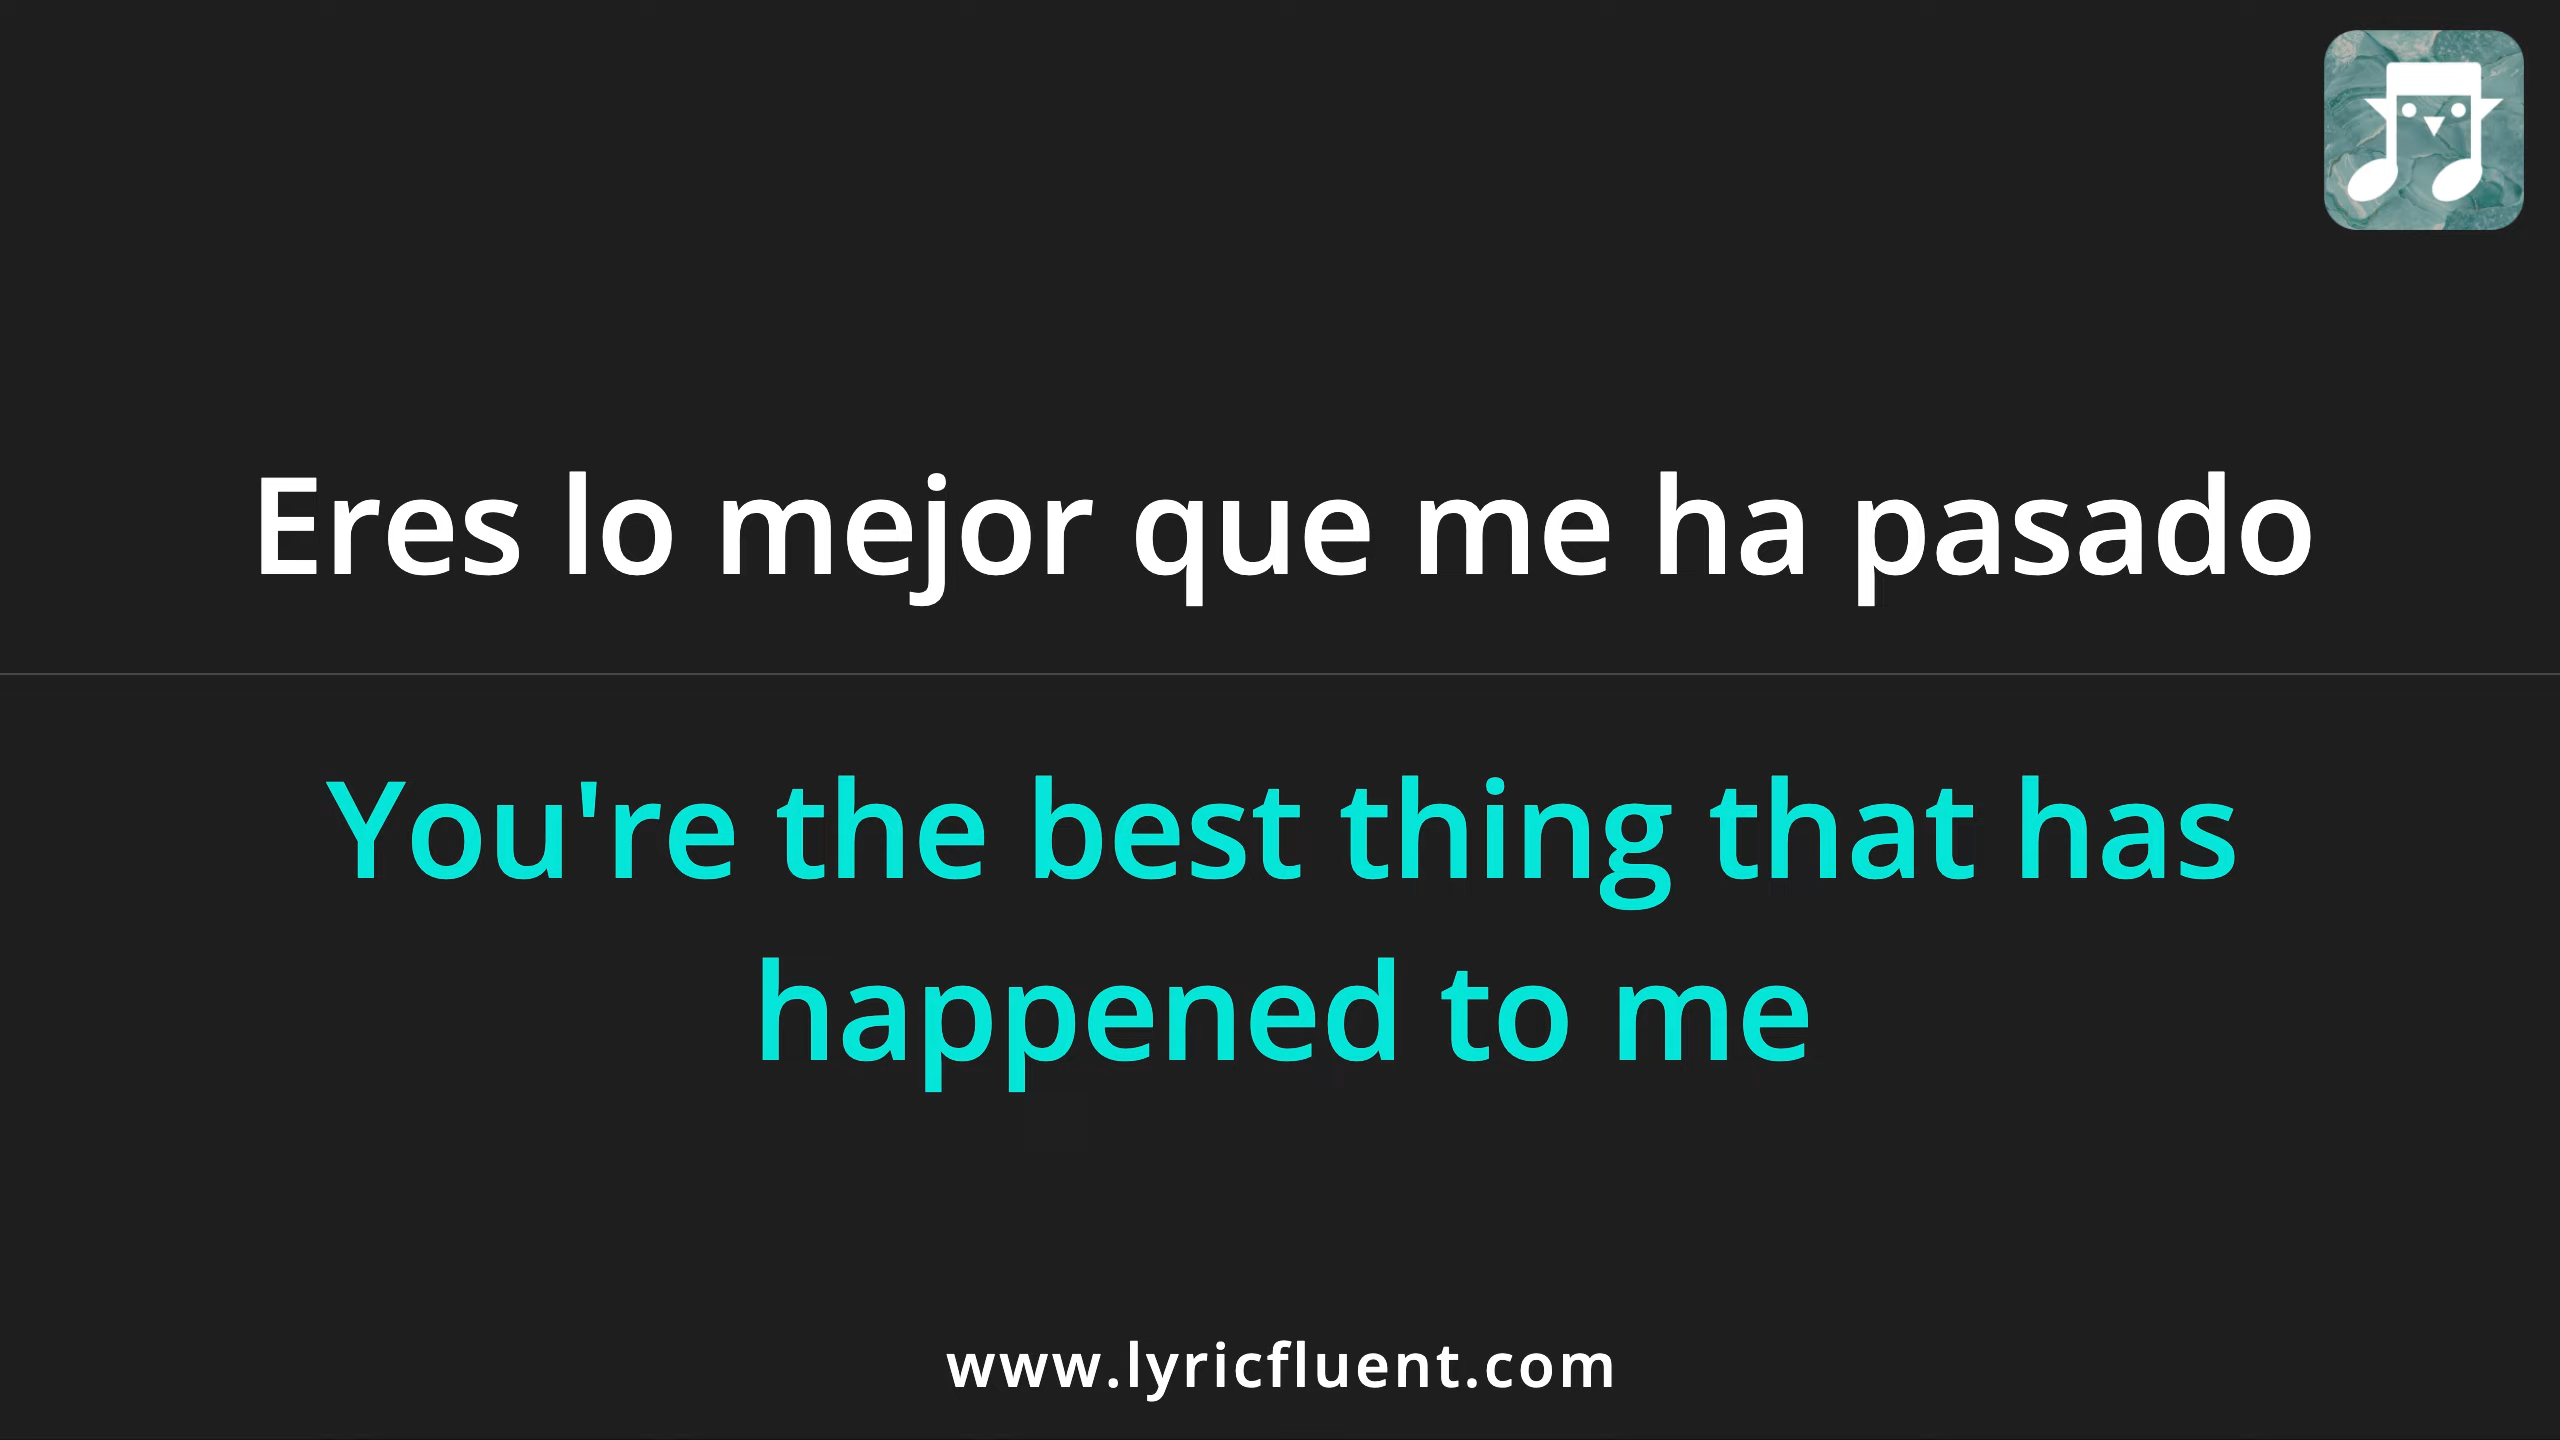 Eres lo mejor que me ha pasado
You're the best thing that has
happened to me
www.lyricfluent.com